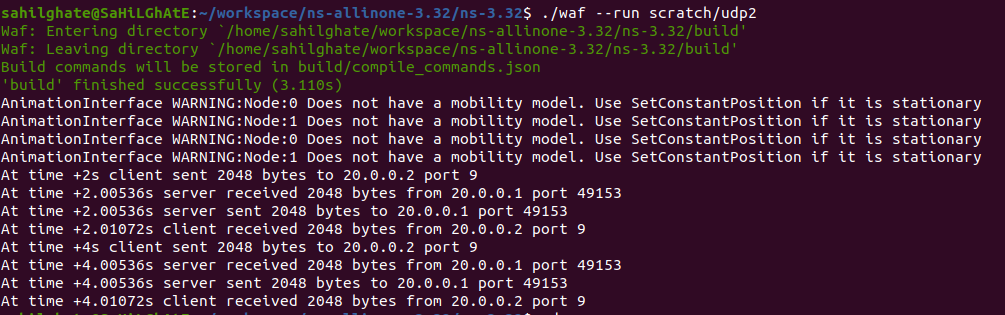 sahilghate@SaHiLGhAtE:~/workspace/ns-allinone-3.32/ns-3.32$ ./waf --run scratch/udp2
Waf: Entering directory `/home/sahilghate/workspace/ns-allinone-3.32/ns-3.32/build'
Waf: Leaving directory `/home/sahilghate/workspace/ns-allinone-3.32/ns-3.32/build'
Build commands will be stored in build/compile_commands.json
'build' finished successfully (3.110s)
AnimationInterface WARNING:Node:0 Does not have a mobility model. Use SetConstantPosition if it is stationary
AnimationInterface WARNING:Node:1 Does not have a mobility model. Use SetConstantPosition if it is stationary
AnimationInterface WARNING:Node:0 Does not have a mobility model. Use SetConstantPosition if it is stationary
AnimationInterface WARNING:Node:1 Does not have a mobility model. Use SetConstantPosition if it is stationary
At time +2s client sent 2048 bytes to 20.0.0.2 port 9
At time +2.00536s server received 2048 bytes from 20.0.0.1 port 49153
At time +2.00536s server sent 2048 bytes to 20.0.0.1 port 49153
At time +2.01072s client received 2048 bytes from 20.0.0.2 port 9
At time +4s client sent 2048 bytes to 20.0.0.2 port 9
At time +4.00536s server received 2048 bytes from 20.0.0.1 port 49153
At time +4.00536s server sent 2048 bytes to 20.0.0.1 port 49153
At time +4.01072s client received 2048 bytes from 20.0.0.2 port 9